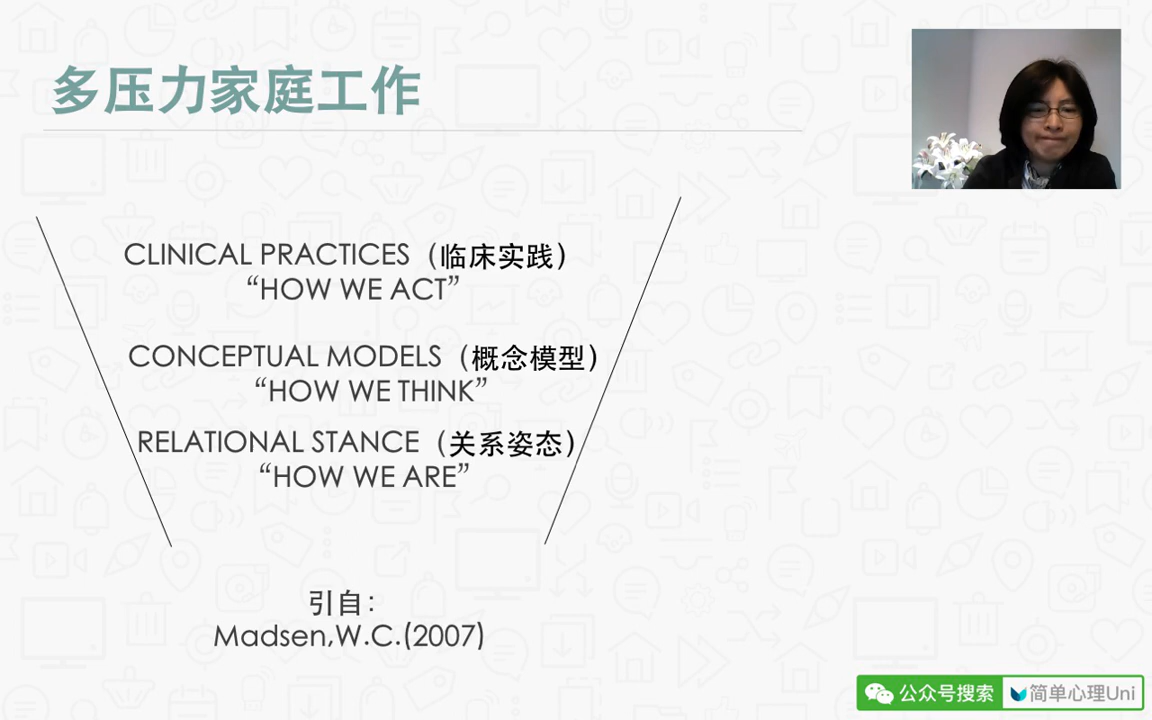 多压力家庭工作
CLINICAL PRACTICES（临床实践）
“HOW WE ACT”
CONCEPTUAL MODELS（概念模型）
“HOW WE THINK”
RELATIONAL STANCE（关系姿态）
“HOW WE ARE”
引自：
Madsen,W.C.(2007)
公众号搜索 简单心理Uni